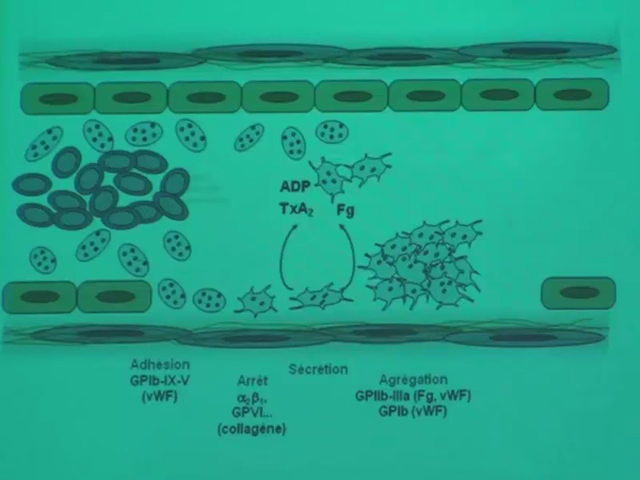 ADP
TxA₂ Fg
Adhésion
GPIb-IX-V
(vWF)
Arrêt
α₂β₁,
GPVI...
(collagène)
Sécrétion
Agrégation
GPIIb-IIIa (Fg, vWF)
GPIb (vWF)